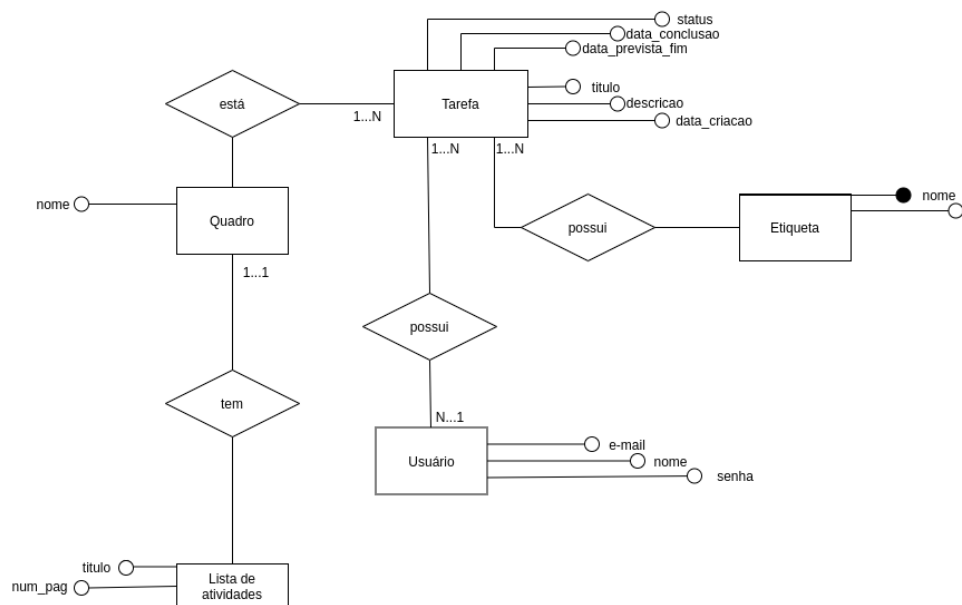 status
data_conclusao
data_prevista_fim
está
Tarefa
titulo
descricao
data_criacao
1...N
1...N
1...N
nome
Quadro
possui
Etiqueta
nome
1...1
possui
tem
N...1
Usuário
e-mail
nome
senha
titulo
num_pag
Lista de
atividades